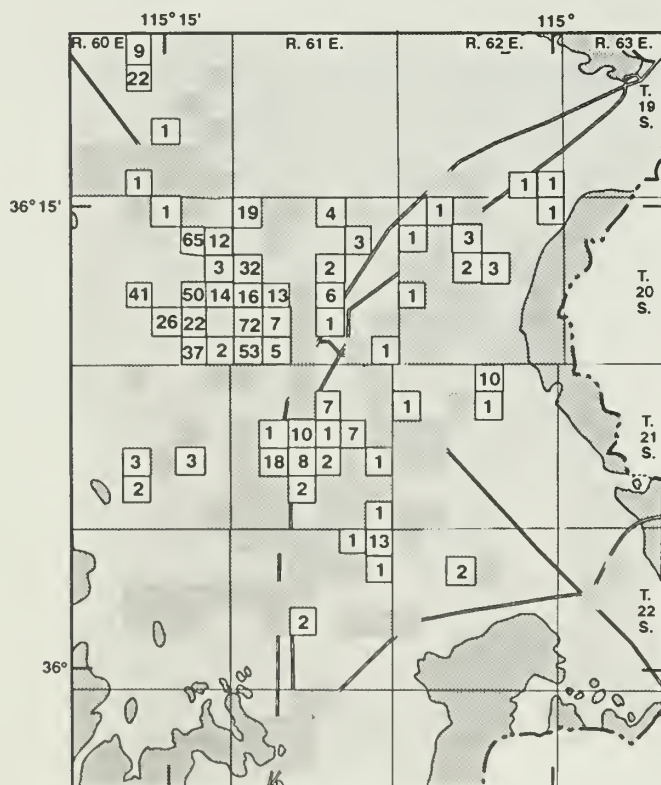 115° 15' 115°
R. 60 E. R. 61 E. R. 62 E. R. 63 E.
9
22
T.
19
S.
1
1 1 1
36° 15' 1 19 4 1 1
65 12 3 1 3
3 32 2 2 3
T.
20
S.
41 50 14 16 13 6 1
26 22 72 7 1
37 2 53 5 1
10
7 1 1
T.
21
S.
1 10 1 7
3 3 18 8 2 1
2 2
1
1 13
1 2
T.
22
S.
2
36°